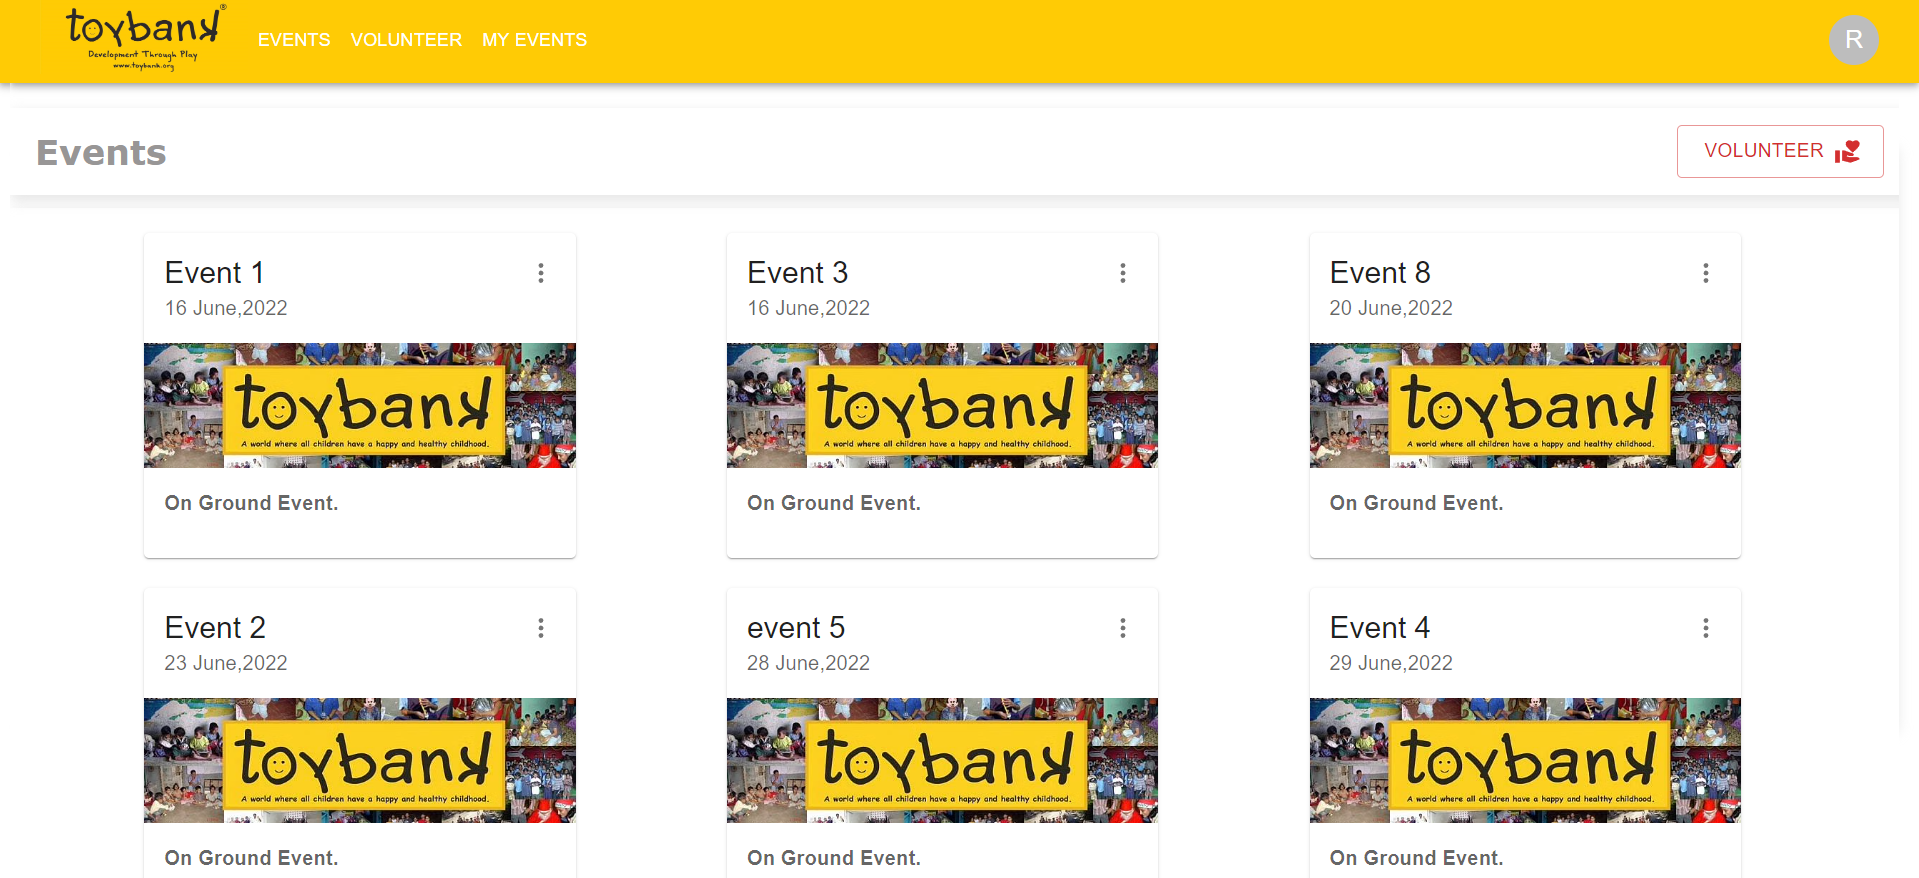 toybank®
Development Through Play
www.toybank.org
EVENTS VOLUNTEER MY EVENTS
R
Events
VOLUNTEER
Event 1
16 June,2022
toybank
A world where all children have a happy and healthy childhood.
On Ground Event.
Event 3
16 June,2022
toybank
A world where all children have a happy and healthy childhood.
On Ground Event.
Event 8
20 June,2022
toybank
A world where all children have a happy and healthy childhood.
On Ground Event.
Event 2
23 June,2022
toybank
A world where all children have a happy and healthy childhood.
On Ground Event.
event 5
28 June,2022
toybank
A world where all children have a happy and healthy childhood.
On Ground Event.
Event 4
29 June,2022
toybank
A world where all children have a happy and healthy childhood.
On Ground Event.